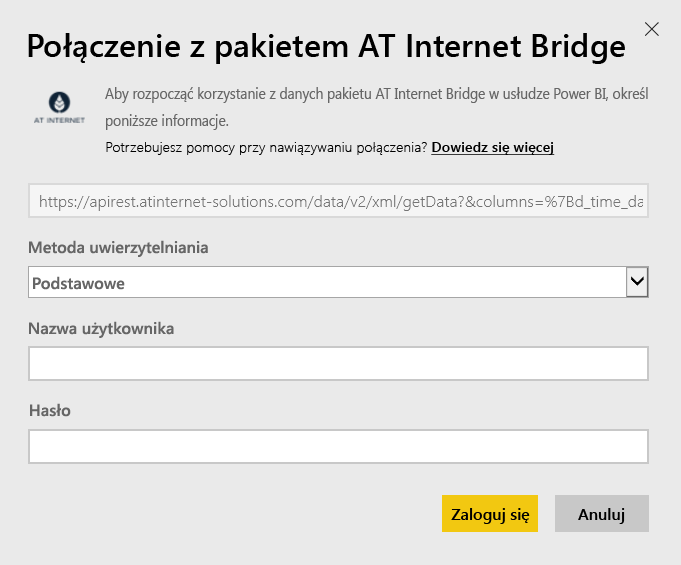 Połączenie z pakietem AT Internet Bridge
AT INTERNET
Aby rozpocząć korzystanie z danych pakietu AT Internet Bridge w usłudze Power BI, określ
poniższe informacje.
Potrzebujesz pomocy przy nawiązywaniu połączenia? Dowiedz się więcej
https://apirest.atinternet-solutions.com/data/v2/xml/getData?&columns=%7Bd_time_da
Metoda uwierzytelniania
Podstawowe
Nazwa użytkownika
Hasło
Zaloguj się
Anuluj